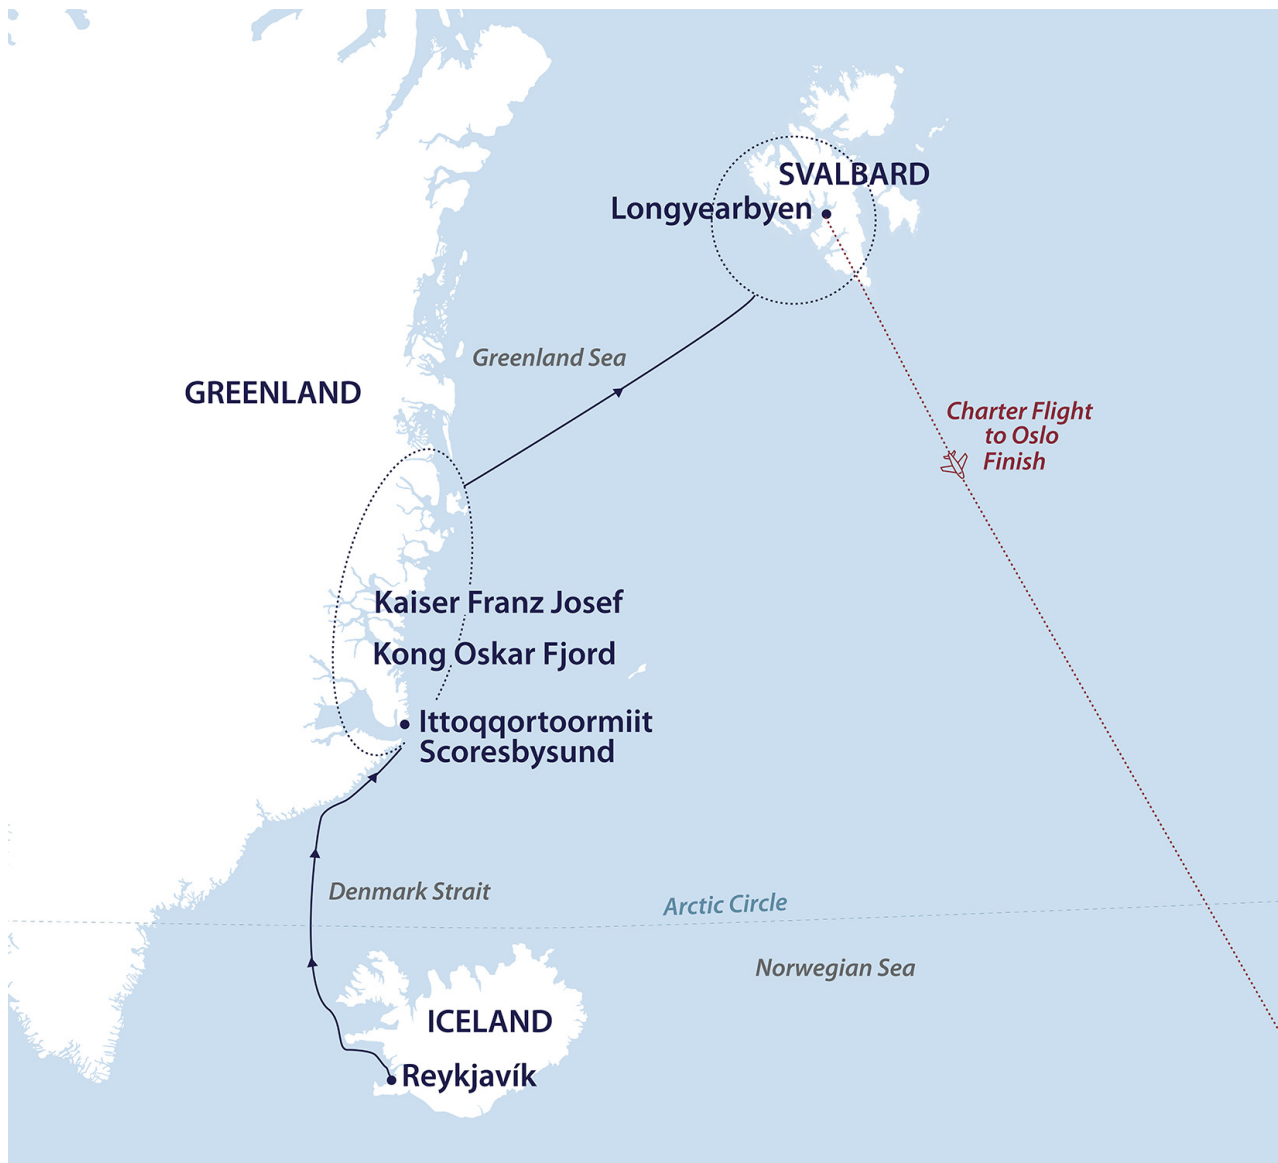 SVALBARD
Longyearbyen
Greenland Sea
GREENLAND
Charter Flight
to Oslo
Finish
Kaiser Franz Josef
Kong Oskar Fjord
Ittoqqortoormiit
Scoresbysund
Denmark Strait
Arctic Circle
Norwegian Sea
ICELAND
Reykjavík